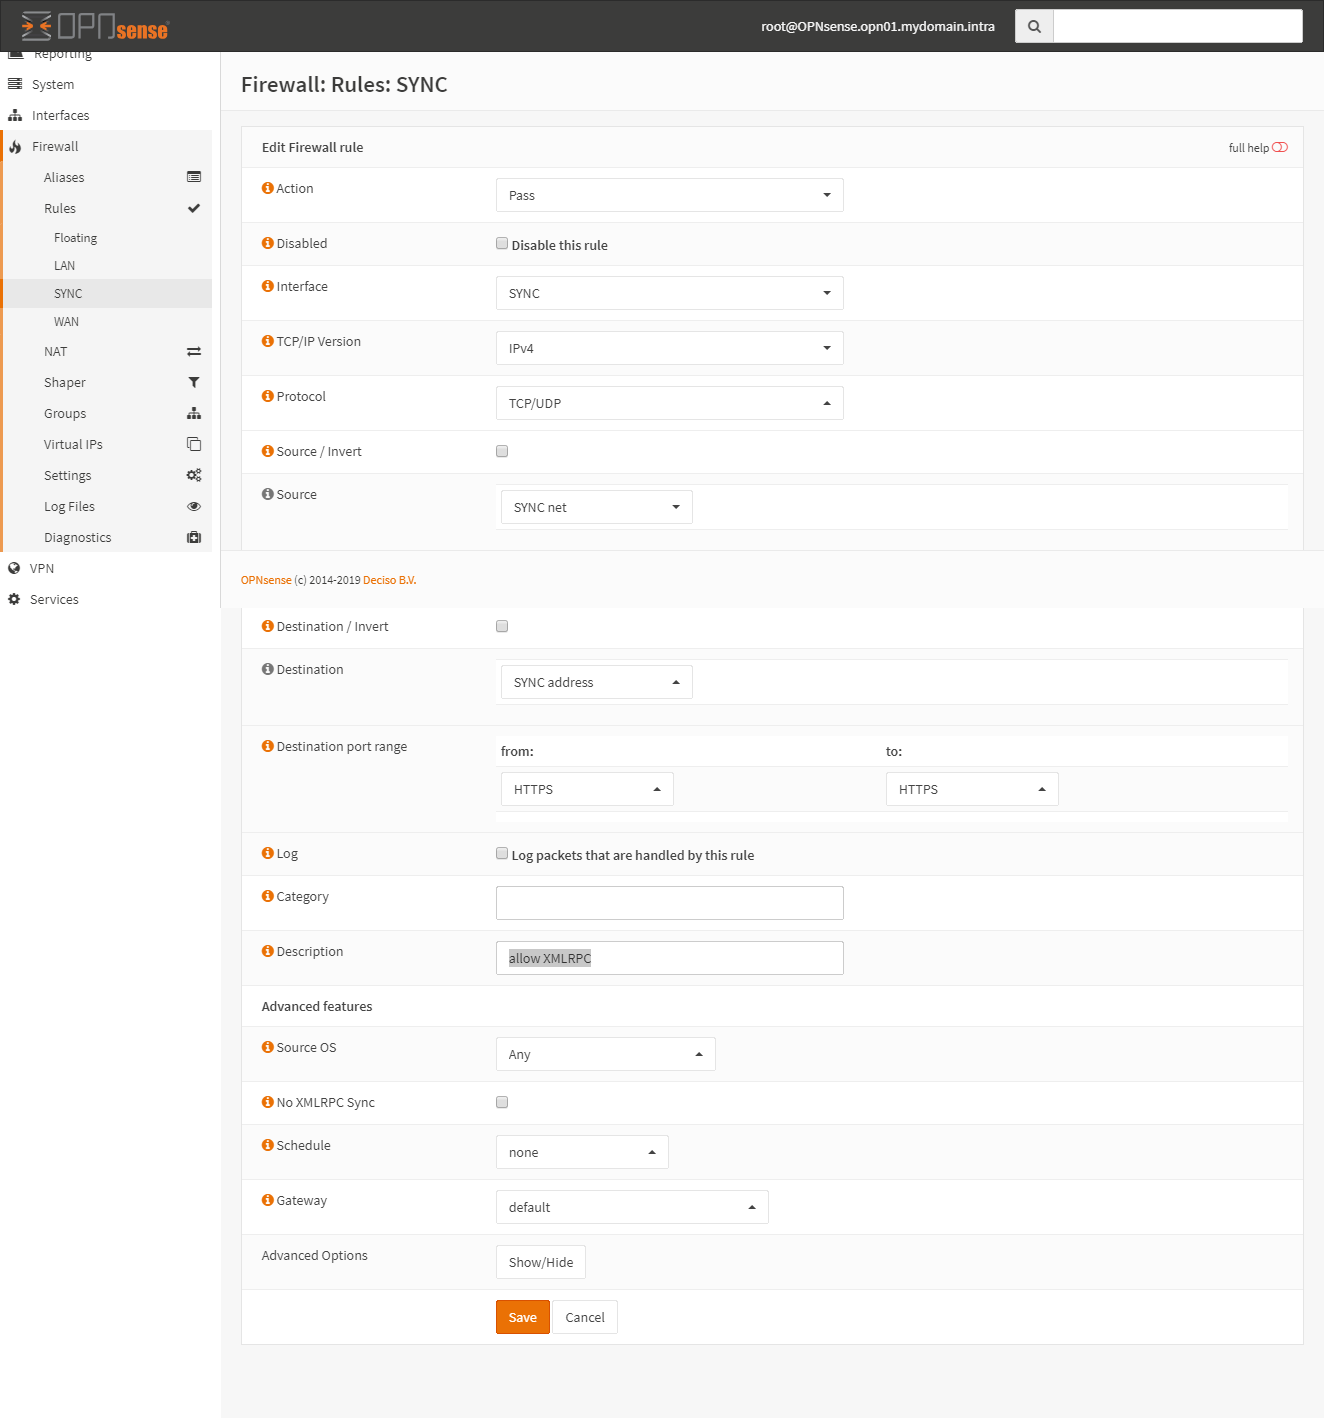 OPNsense
root@OPNsense.opn01.mydomain.intra
Reporting
System
Interfaces
Firewall
Aliases
Rules
Floating
LAN
SYNC
WAN
NAT
Shaper
Groups
Virtual IPs
Settings
Log Files
Diagnostics
VPN
Services
Firewall: Rules: SYNC
Edit Firewall rule full help
Action Pass
Disabled Disable this rule
Interface SYNC
TCP/IP Version IPv4
Protocol TCP/UDP
Source / Invert
Source SYNC net
OPNsense (c) 2014-2019 Deciso B.V.
Destination / Invert
Destination SYNC address
Destination port range from: to:
HTTPS HTTPS
Log Log packets that are handled by this rule
Category
Description allow XMLRPC
Advanced features
Source OS Any
No XMLRPC Sync
Schedule none
Gateway default
Advanced Options Show/Hide
Save Cancel